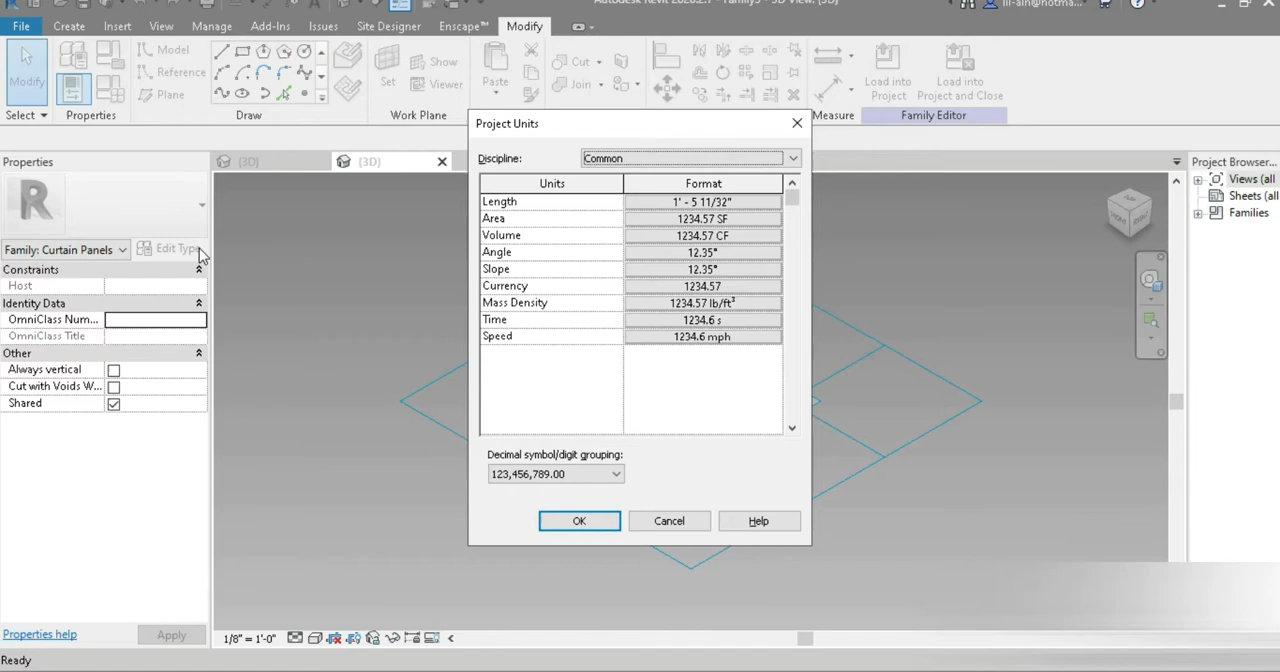 Autodesk Revit 2020.2.7 - Family3 - 3D View: {3D}
lil-ain@notma...
File Create Insert View Manage Add-Ins Issues Site Designer Enscape™ Modify
Modify
Select
Properties
Model
Reference
Plane
Draw
Set
Show
Viewer
Work Plane
Paste
Cut
Join
Measure
Load into
Project
Load into
Project and Close
Family Editor
Properties
{3D}
{3D}
Project Browser...
Views (all
Sheets (all
Families
R
Family: Curtain Panels
Edit Type
Constraints
Host
Identity Data
OmniClass Num...
OmniClass Title
Other
Always vertical
Cut with Voids W...
Shared
Project Units
Discipline: Common
Units Format
Length 1' - 5 11/32"
Area 1234.57 SF
Volume 1234.57 CF
Angle 12.35°
Slope 12.35°
Currency 1234.57
Mass Density 1234.57 lb/ft³
Time 1234.6 s
Speed 1234.6 mph
Decimal symbol/digit grouping:
123,456,789.00
OK Cancel Help
Properties help
Apply
1/8" = 1'-0"
Ready